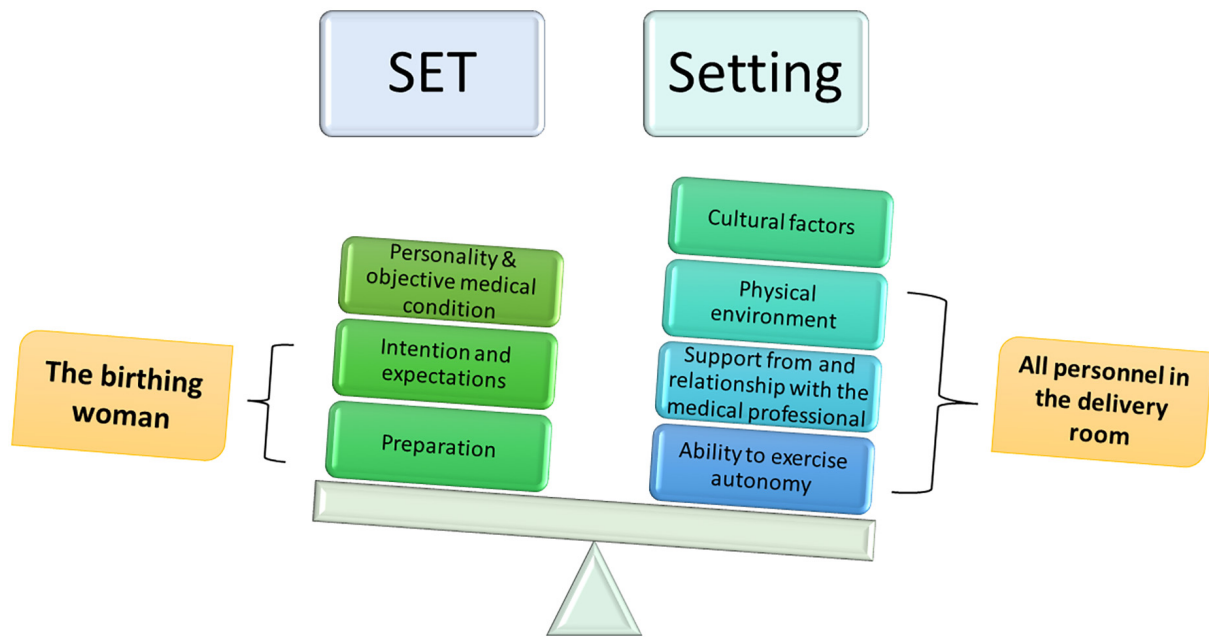 SET
Setting
Cultural factors
Personality &
objective medical
condition
Physical
environment
The birthing
woman
Intention and
expectations
Support from and
relationship with the
medical professional
All personnel in
the delivery
room
Preparation
Ability to exercise
autonomy